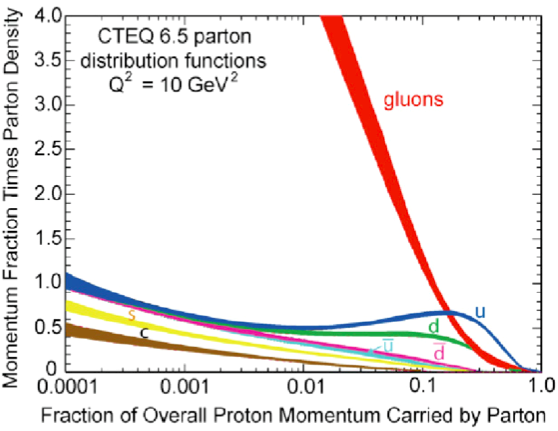 CTEQ 6.5 parton
distribution functions
Q² = 10 GeV²
Momentum Fraction Times Parton Density
4.0
3.5
3.0
2.5
2.0
1.5
1.0
0.5
0
gluons
u
d
s
c
u̅
d̅
0.0001
0.001
0.01
0.1
1.0
Fraction of Overall Proton Momentum Carried by Parton